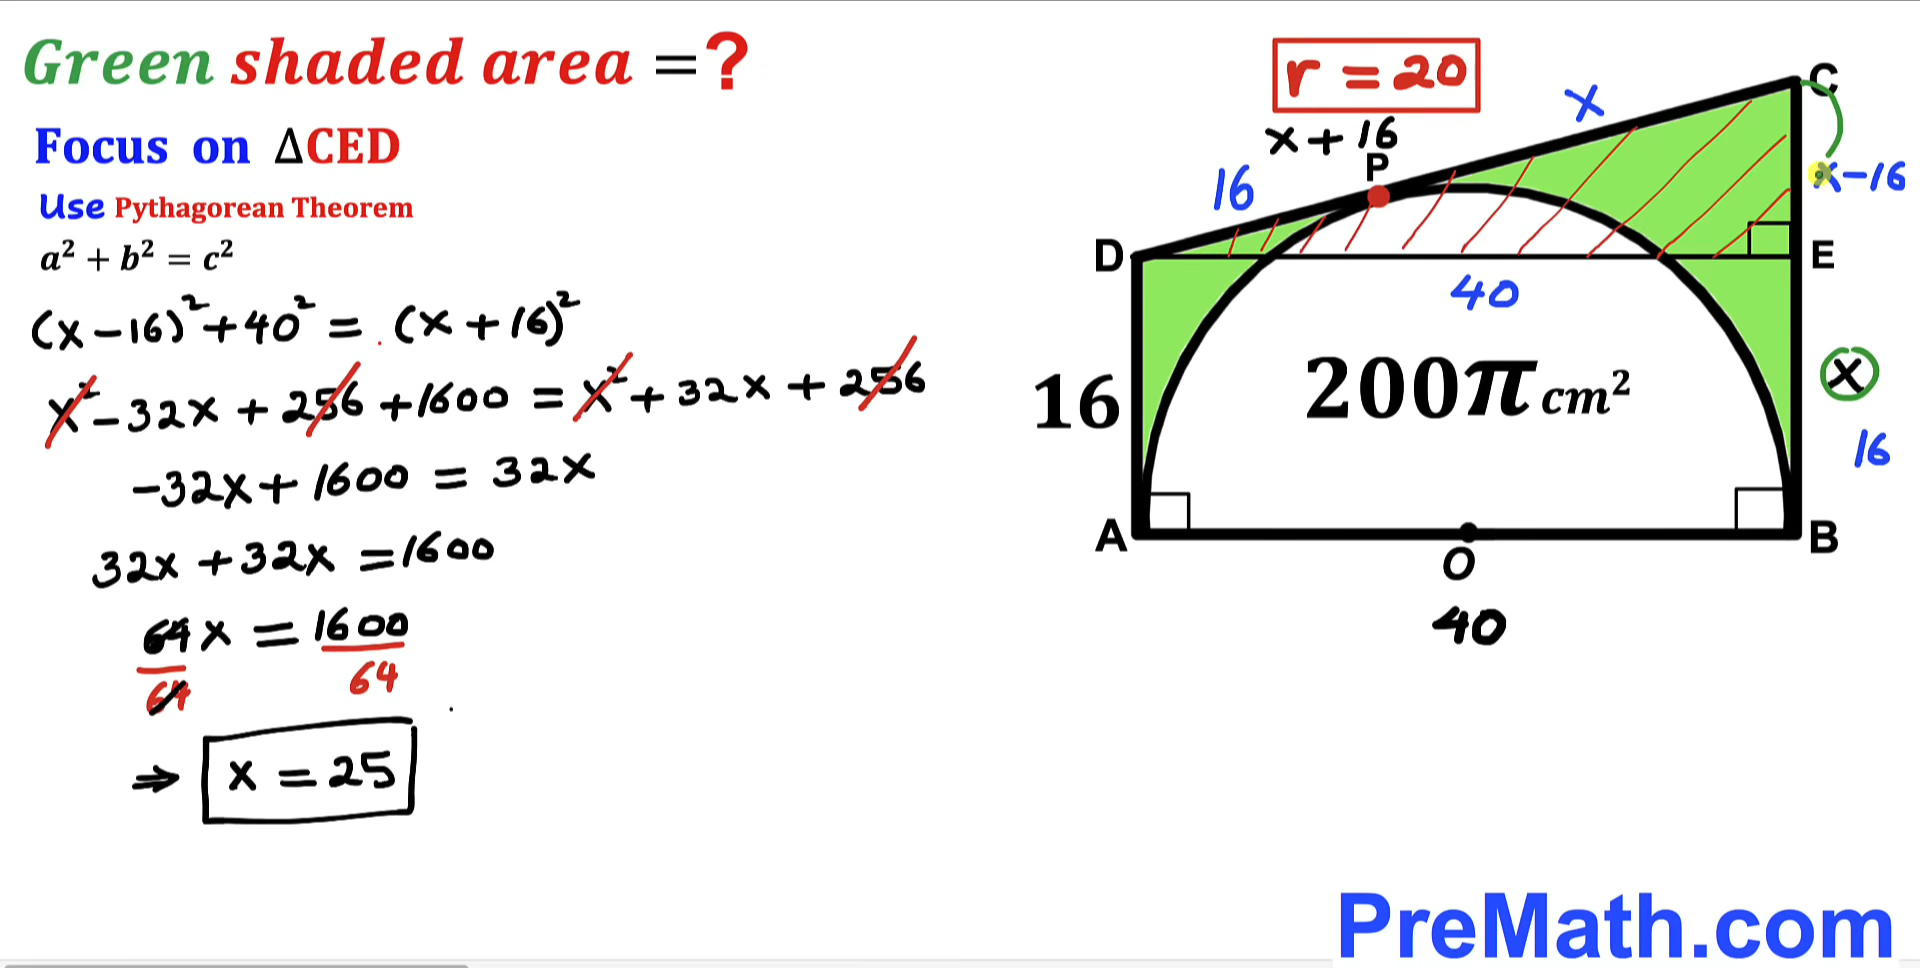 Green shaded area =?
Focus on ΔCED
Use Pythagorean Theorem
a² + b² = c²
(x-16)² + 40² = (x+16)²
x² - 32x + 256 + 1600 = x² + 32x + 256
-32x + 1600 = 32x
32x + 32x = 1600
64x = 1600
64 64
⇒ x = 25
r = 20
x + 16
P
16
x
C
x-16
D
E
40
16
200π cm²
x
16
A
B
O
40
PreMath.com